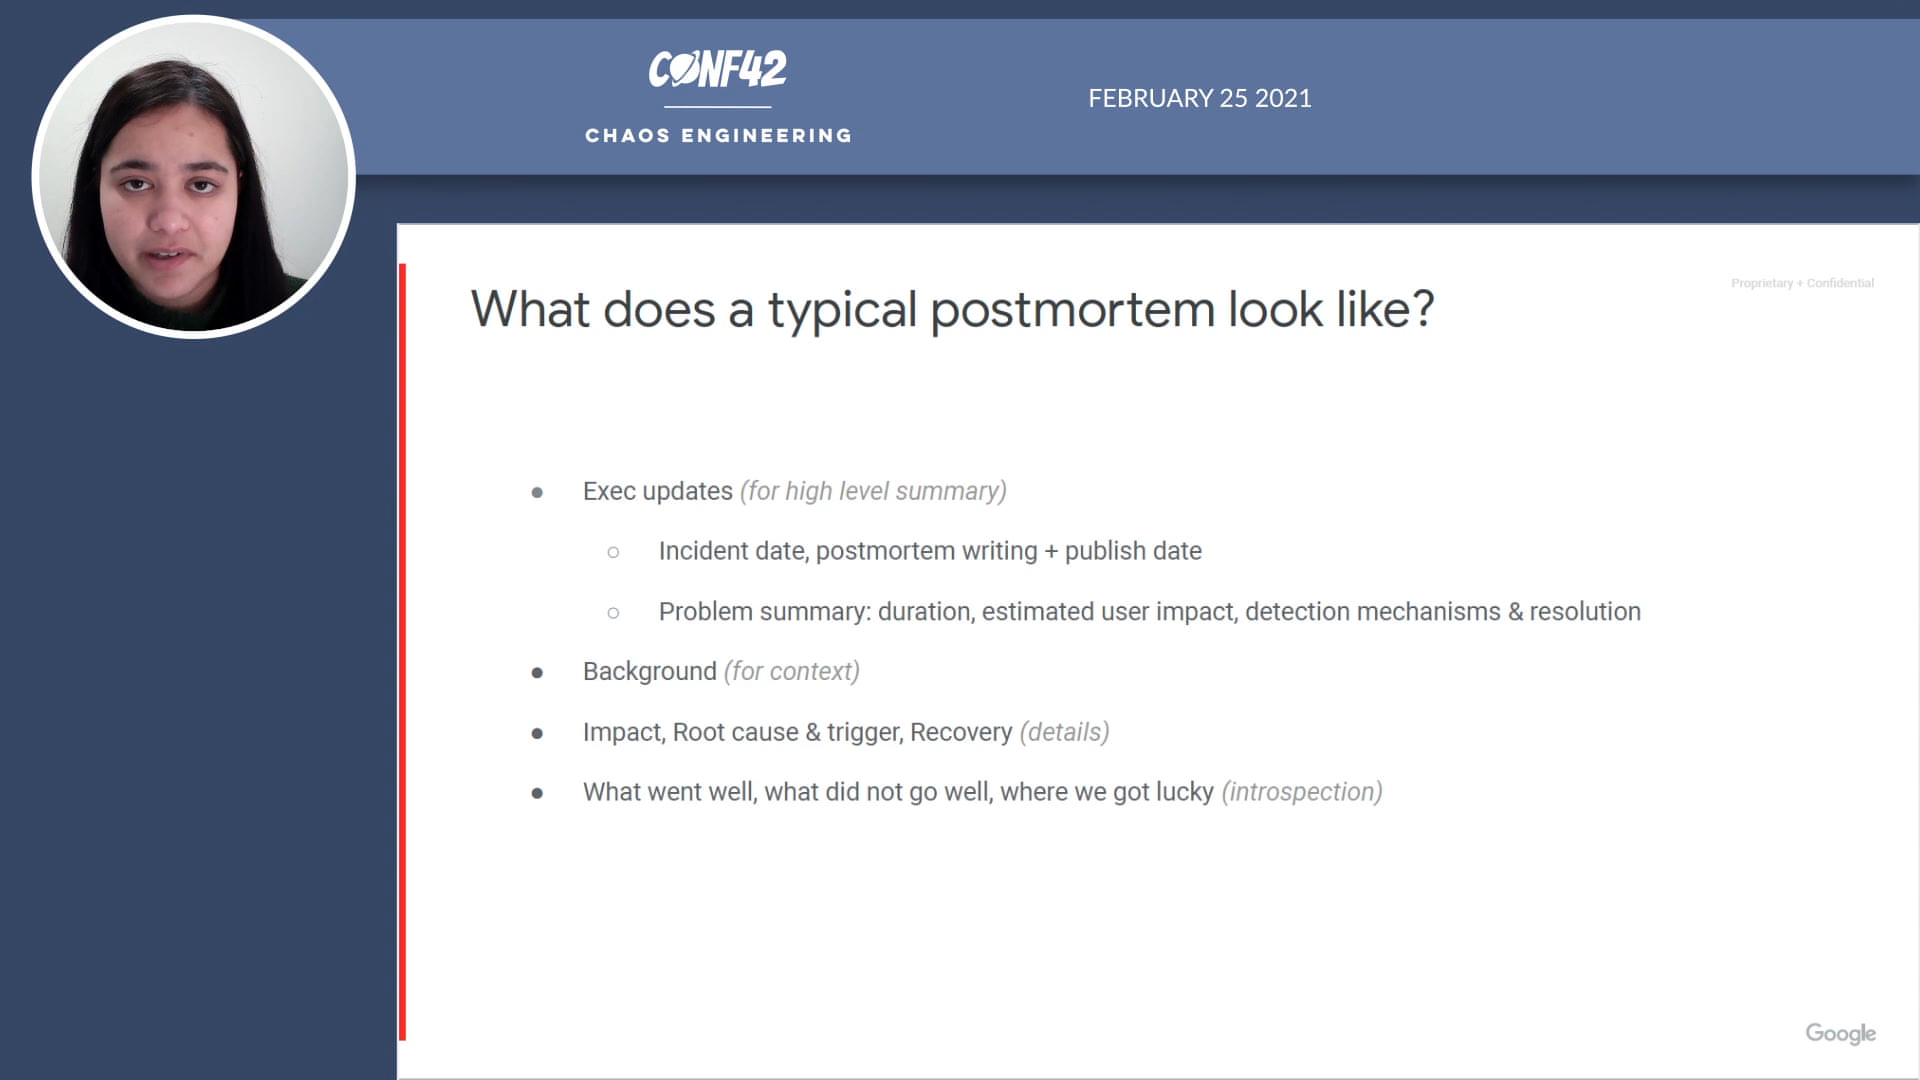 CONF42
CHAOS ENGINEERING
FEBRUARY 25 2021
Proprietary + Confidential
What does a typical postmortem look like?
● Exec updates (for high level summary)
○ Incident date, postmortem writing + publish date
○ Problem summary: duration, estimated user impact, detection mechanisms & resolution
● Background (for context)
● Impact, Root cause & trigger, Recovery (details)
● What went well, what did not go well, where we got lucky (introspection)
Google